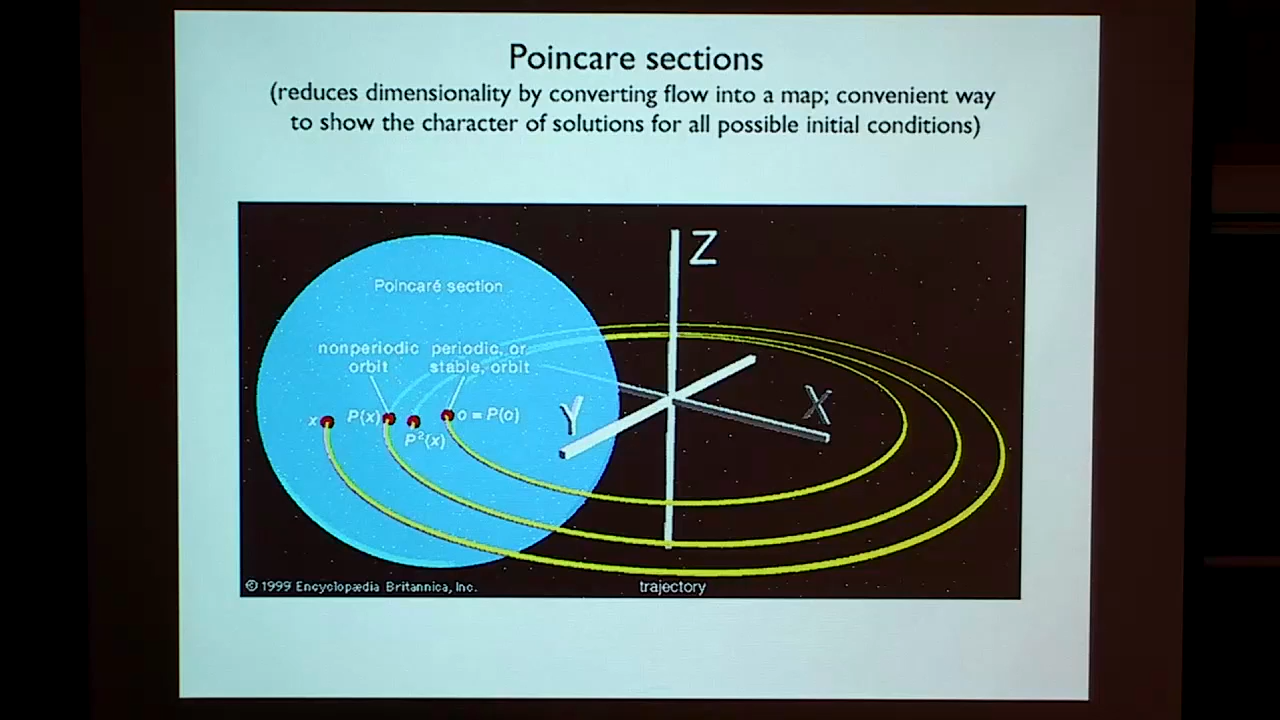 Poincare sections
(reduces dimensionality by converting flow into a map; convenient way
to show the character of solutions for all possible initial conditions)
Z
Poincaré section
nonperiodic orbit
periodic, or stable, orbit
x
P(x)
P²(x)
o = P(o)
Y
X
© 1999 Encyclopædia Britannica, Inc.
trajectory